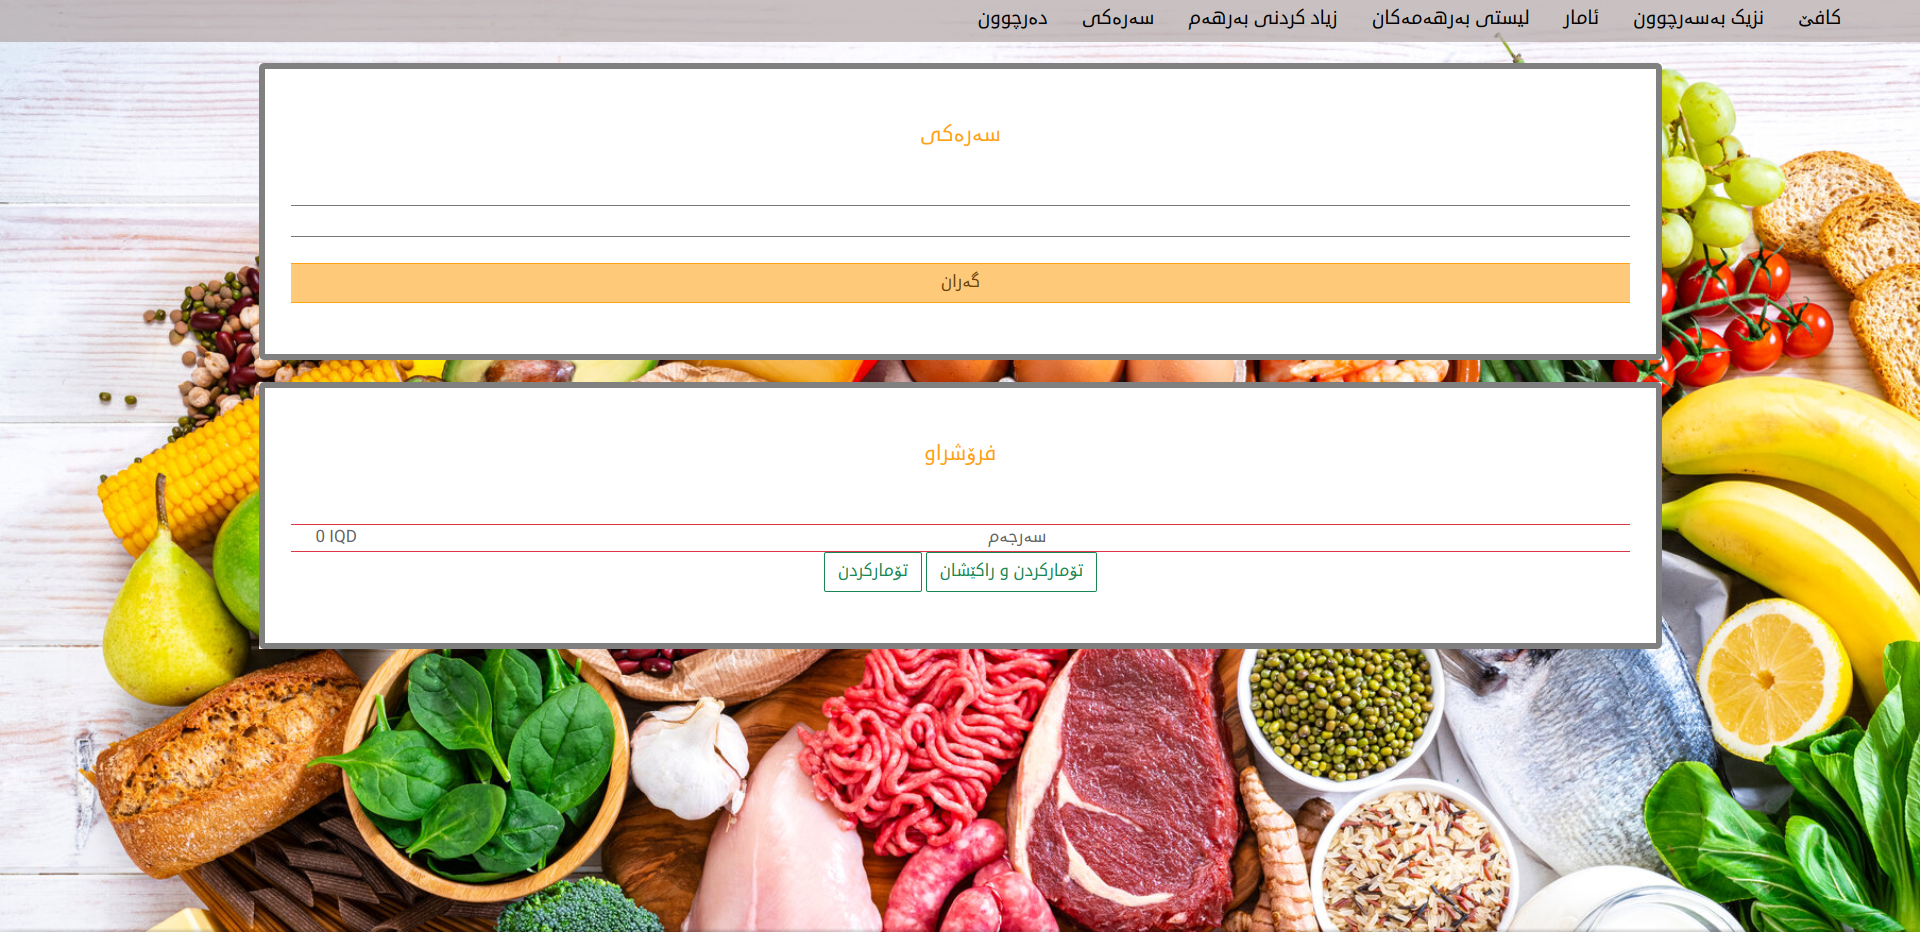 کافێ نزیک بەسەرچوون ئامار لیستی بەرهەمەکان زیاد کردنی بەرهەم سەرەکی دەرچوون
سەرەکی
گەران
فرۆشراو
سەرجەم 0 IQD
تۆمارکردن و راکێشان تۆمارکردن